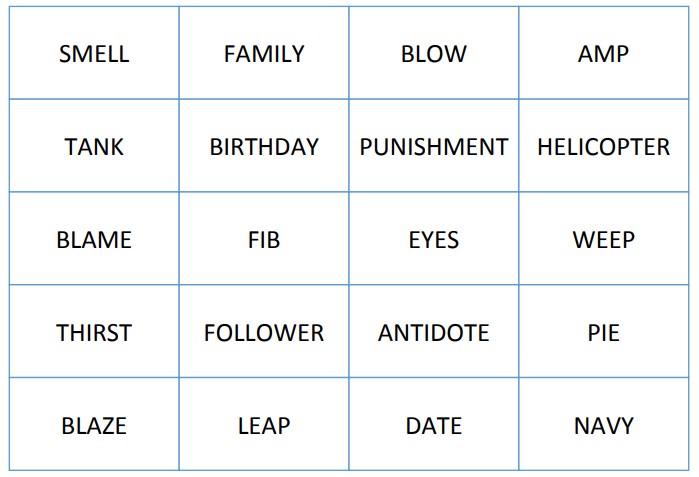 SMELL FAMILY BLOW AMP
TANK BIRTHDAY PUNISHMENT HELICOPTER
BLAME FIB EYES WEEP
THIRST FOLLOWER ANTIDOTE PIE
BLAZE LEAP DATE NAVY